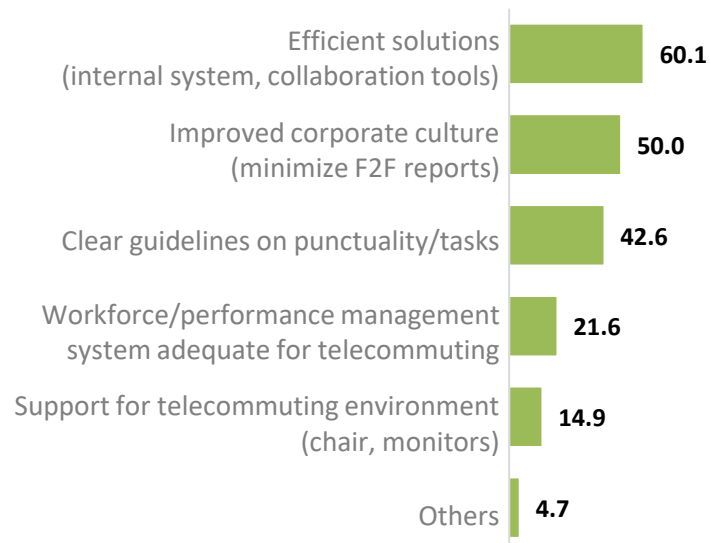 Efficient solutions
(internal system, collaboration tools)
60.1
Improved corporate culture
(minimize F2F reports)
50.0
Clear guidelines on punctuality/tasks
42.6
Workforce/performance management
system adequate for telecommuting
21.6
Support for telecommuting environment
(chair, monitors)
14.9
Others
4.7